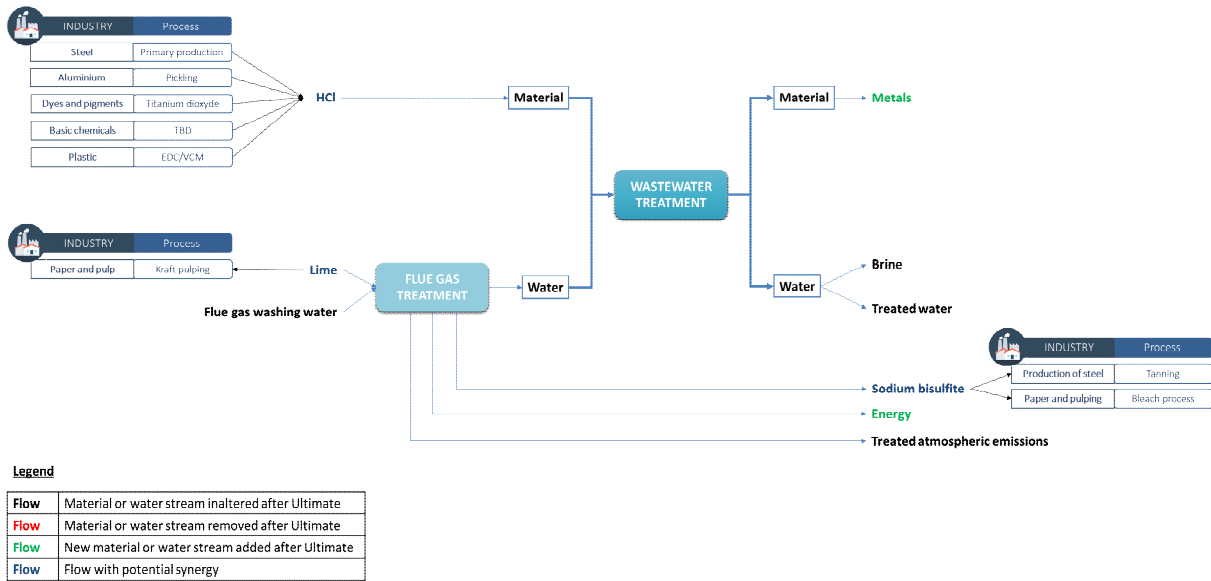 INDUSTRY Process
Steel Primary production
Aluminium Pickling
Dyes and pigments Titanium dioxyde
Basic chemicals TBD
Plastic EDC/VCM
HCl
Material
Material
Metals
WASTEWATER
TREATMENT
INDUSTRY Process
Paper and pulp Kraft pulping
Lime
Flue gas washing water
FLUE GAS
TREATMENT
Water
Water
Brine
Treated water
INDUSTRY Process
Production of steel Tanning
Paper and pulping Bleach process
Sodium bisulfite
Energy
Treated atmospheric emissions
Legend
Flow Material or water stream inaltered after Ultimate
Flow Material or water stream removed after Ultimate
Flow New material or water stream added after Ultimate
Flow Flow with potential synergy